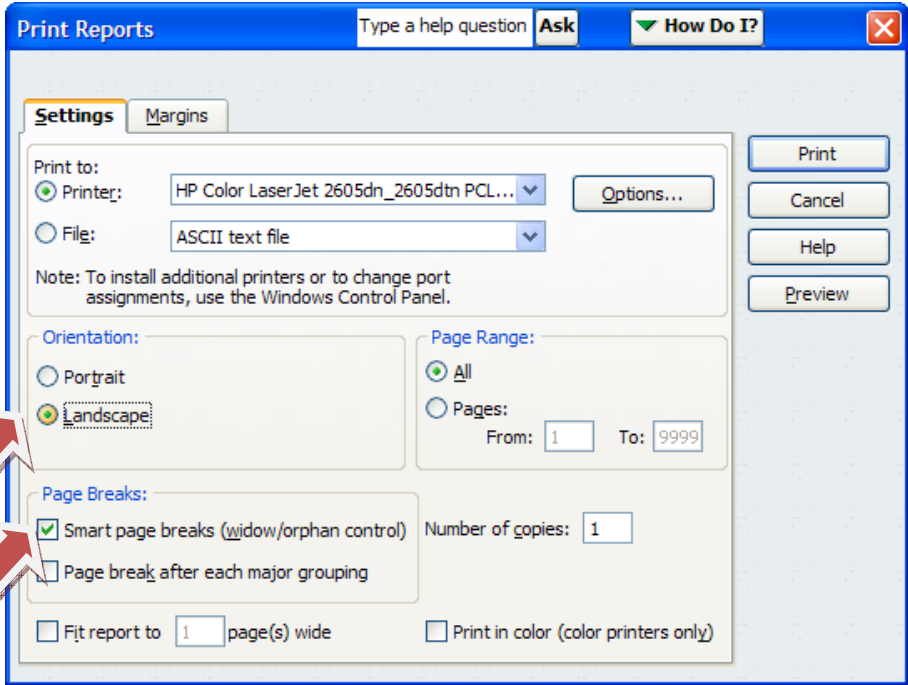 Print Reports Type a help question Ask How Do I?
Settings Margins
Print to:
Printer: HP Color LaserJet 2605dn_2605dtn PCL... Options...
File: ASCII text file
Note: To install additional printers or to change port
assignments, use the Windows Control Panel.
Print
Cancel
Help
Preview
Orientation:
Portrait
Landscape
Page Range:
All
Pages:
From: 1 To: 9999
Page Breaks:
Smart page breaks (widow/orphan control)
Page break after each major grouping
Number of copies: 1
Fit report to 1 page(s) wide
Print in color (color printers only)